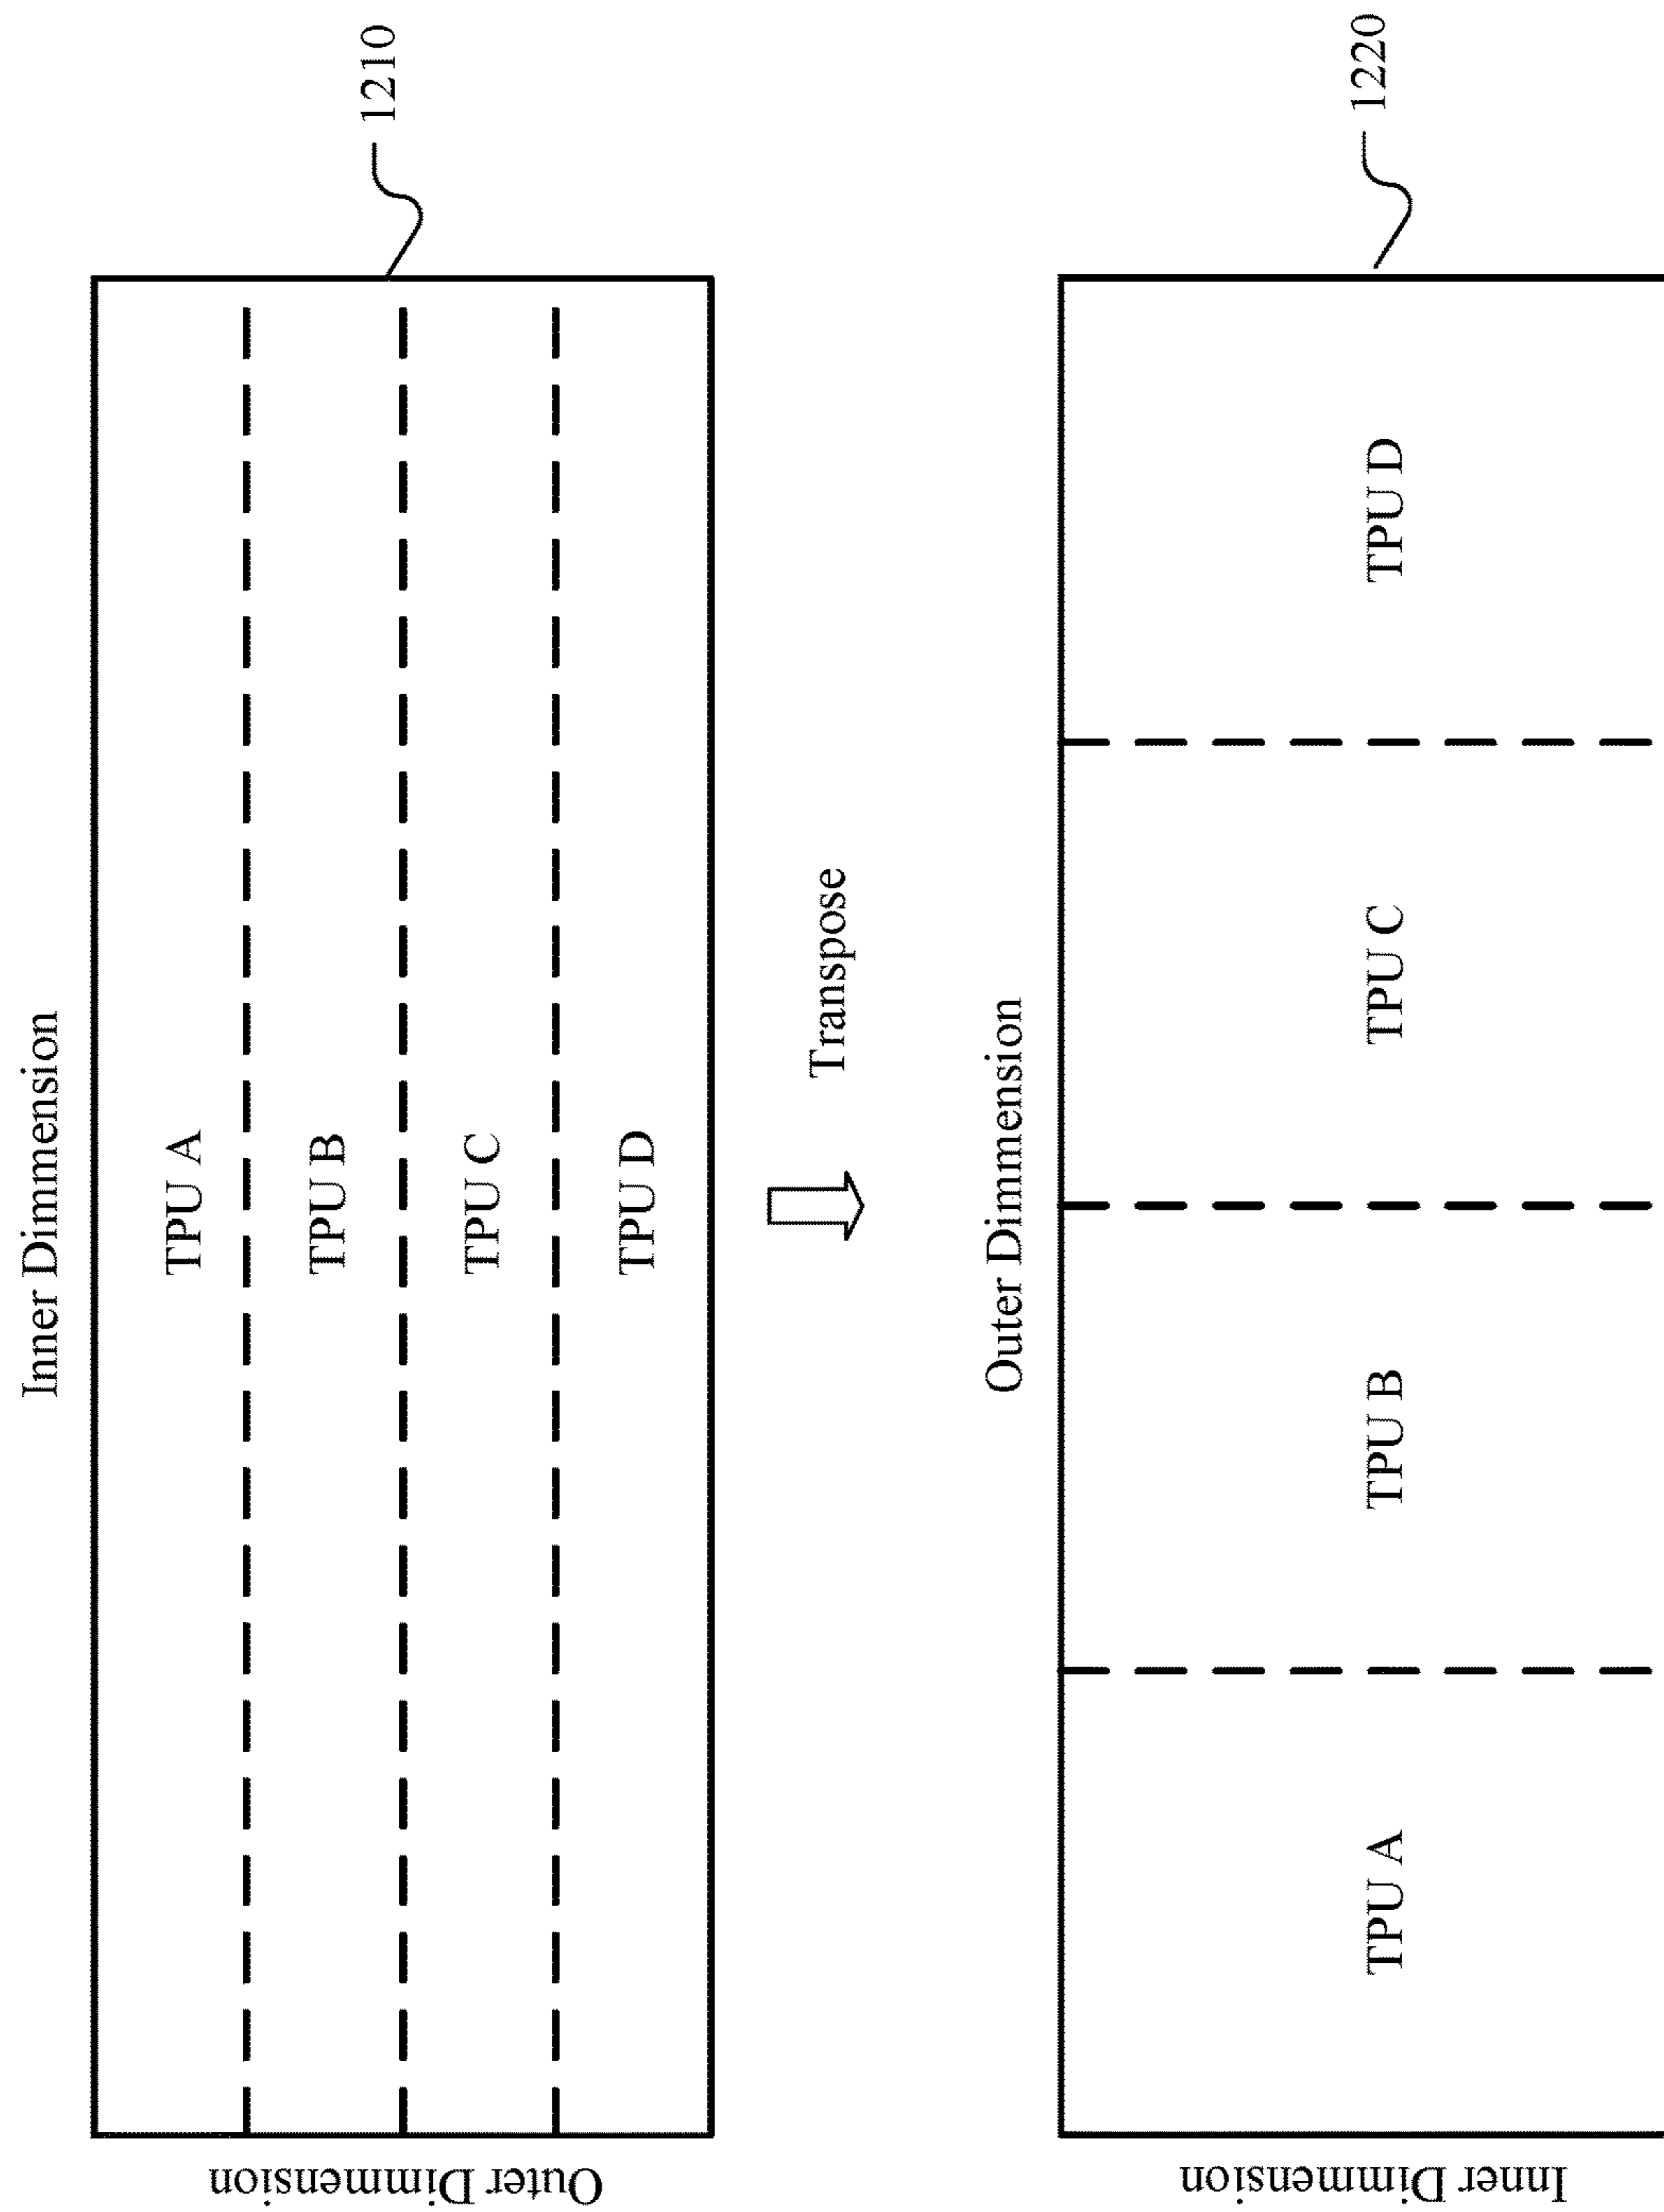 Inner Dimmension
1210
Outer Dimmension
TPU A
TPU B
TPU C
TPU D
Transpose
Outer Dimmension
1220
Inner Dimmension
TPU A
TPU B
TPU C
TPU D